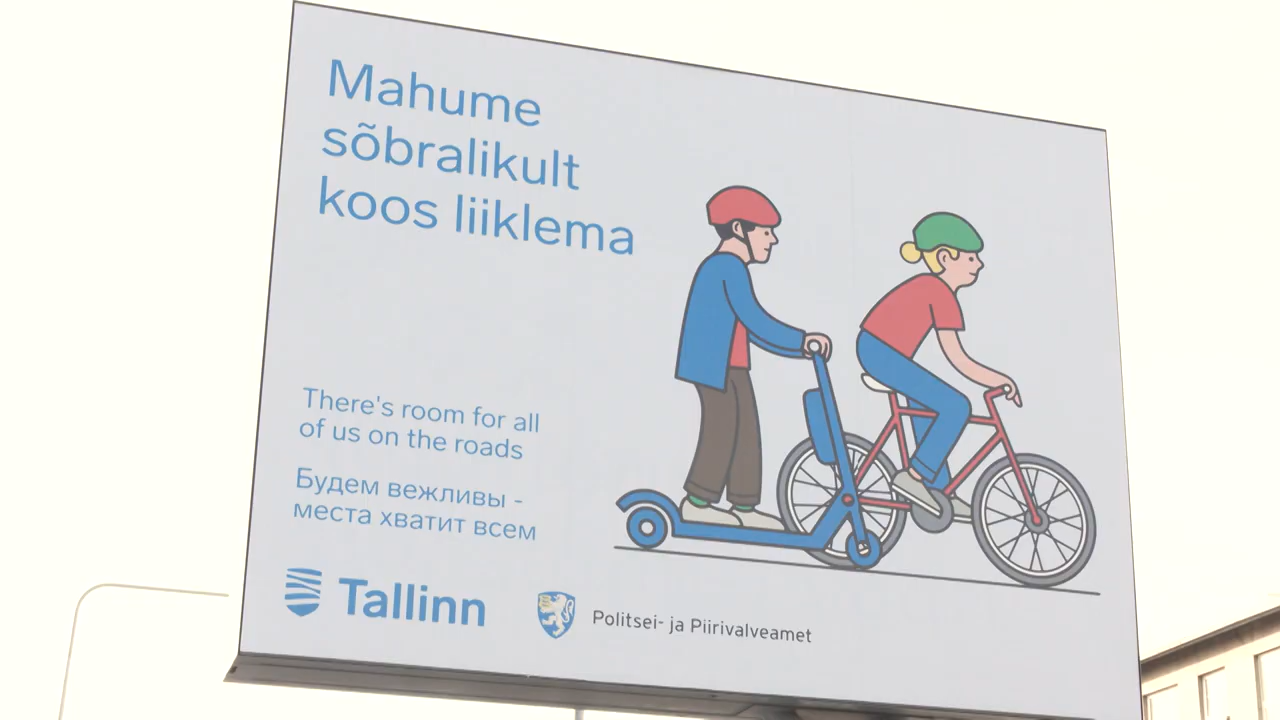 Mahume
sõbralikult
koos liiklema
There's room for all
of us on the roads
Будем вежливы -
места хватит всем
Tallinn
Politsei- ja Piirivalveamet